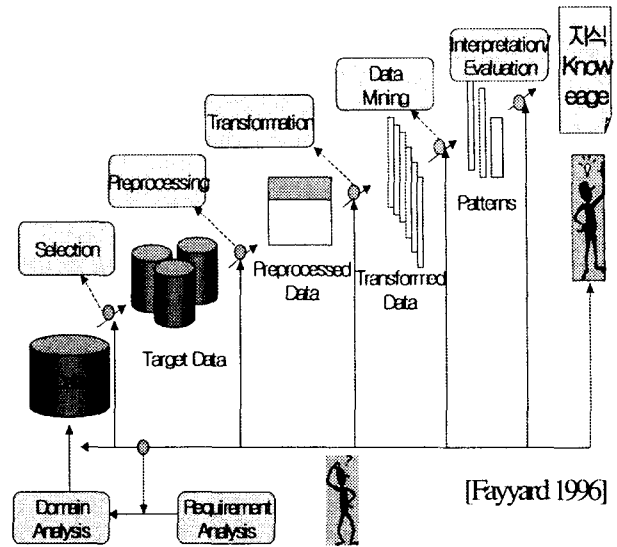 Interpretation/
Evaluation
지식
Know
eage
Data
Mining
Transformation
Preprocessing
Patterns
Selection
Preprocessed
Data
Transformed
Data
Target Data
[Fayyard 1996]
Domain
Analysis
Requirement
Analysis